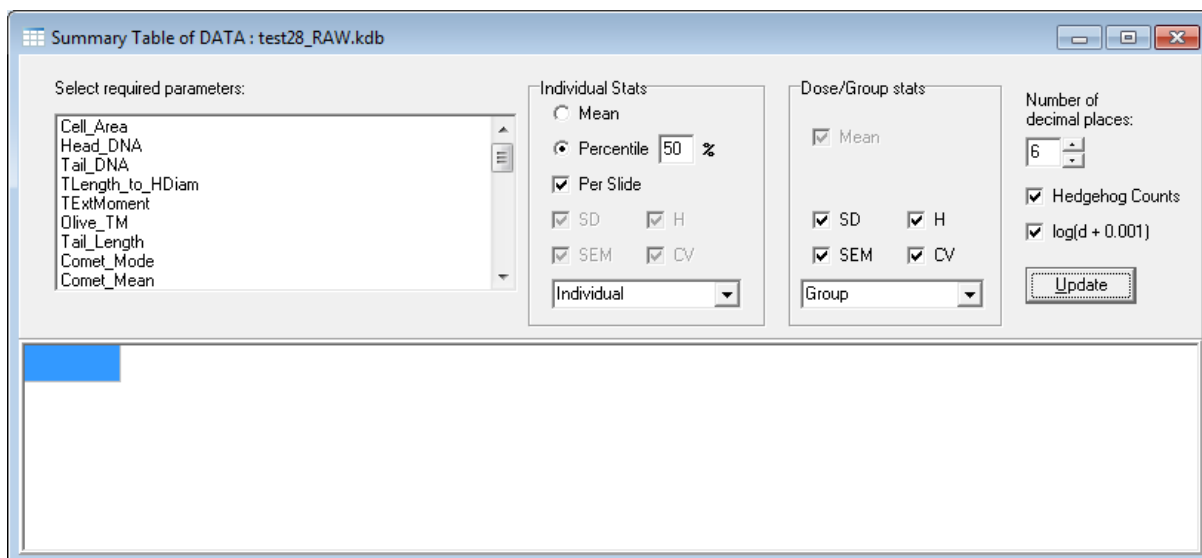 Summary Table of DATA : test28_RAW.kdb
Select required parameters:
Cell_Area
Head_DNA
Tail_DNA
TLength_to_HDiam
TExtMoment
Olive_TM
Tail_Length
Comet_Mode
Comet_Mean
Individual Stats
Mean
Percentile 50 %
Per Slide
SD H
SEM CV
Individual
Dose/Group stats
Mean
SD H
SEM CV
Group
Number of
decimal places:
6
Hedgehog Counts
log(d + 0.001)
Update